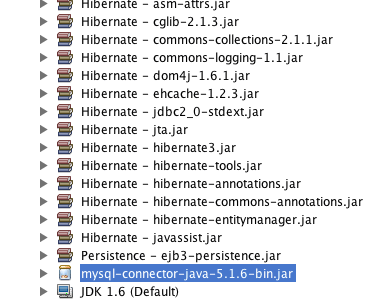 Hibernate - asm-attrs.jar
Hibernate - cglib-2.1.3.jar
Hibernate - commons-collections-2.1.1.jar
Hibernate - commons-logging-1.1.jar
Hibernate - dom4j-1.6.1.jar
Hibernate - ehcache-1.2.3.jar
Hibernate - jdbc2_0-stdext.jar
Hibernate - jta.jar
Hibernate - hibernate3.jar
Hibernate - hibernate-tools.jar
Hibernate - hibernate-annotations.jar
Hibernate - hibernate-commons-annotations.jar
Hibernate - hibernate-entitymanager.jar
Hibernate - javassist.jar
Persistence - ejb3-persistence.jar
mysql-connector-java-5.1.6-bin.jar
JDK 1.6 (Default)